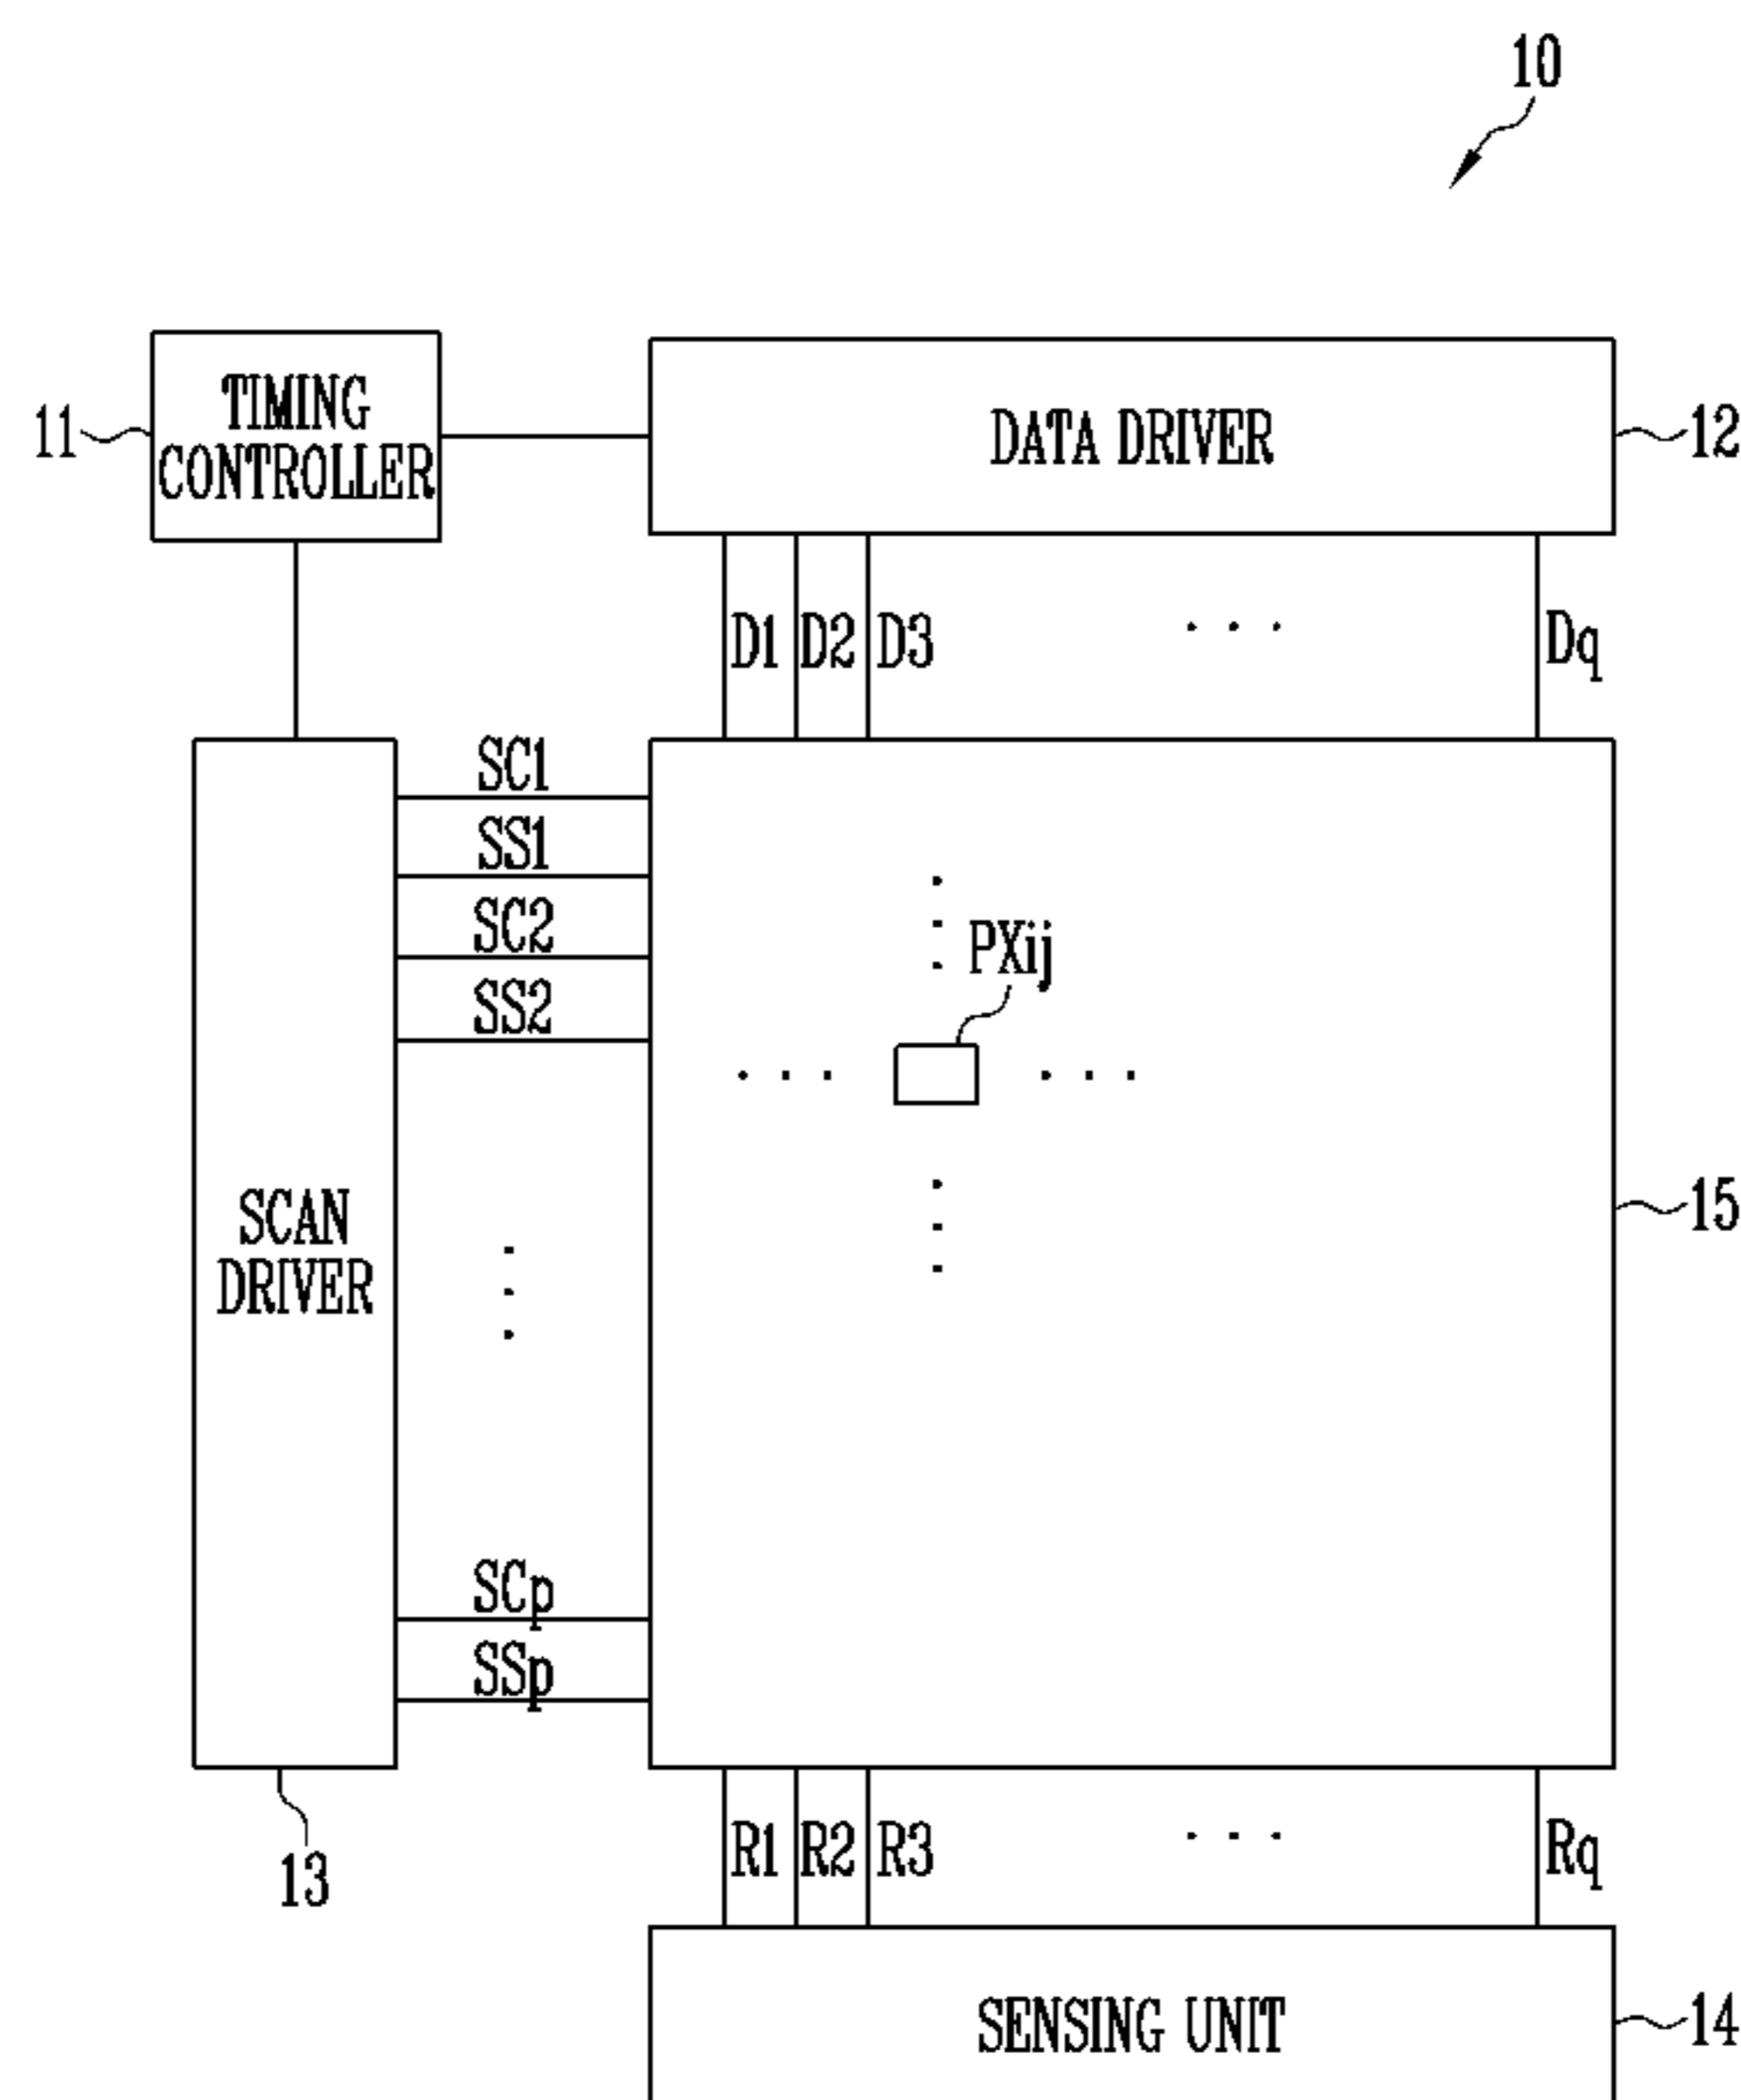 10
TIMING
CONTROLLER
11
DATA DRIVER
12
D1 D2 D3 . . . Dq
SC1
SS1
SC2
SS2
PXij
SCAN
DRIVER
15
SCp
SSp
13
R1 R2 R3 . . . Rq
SENSING UNIT
14